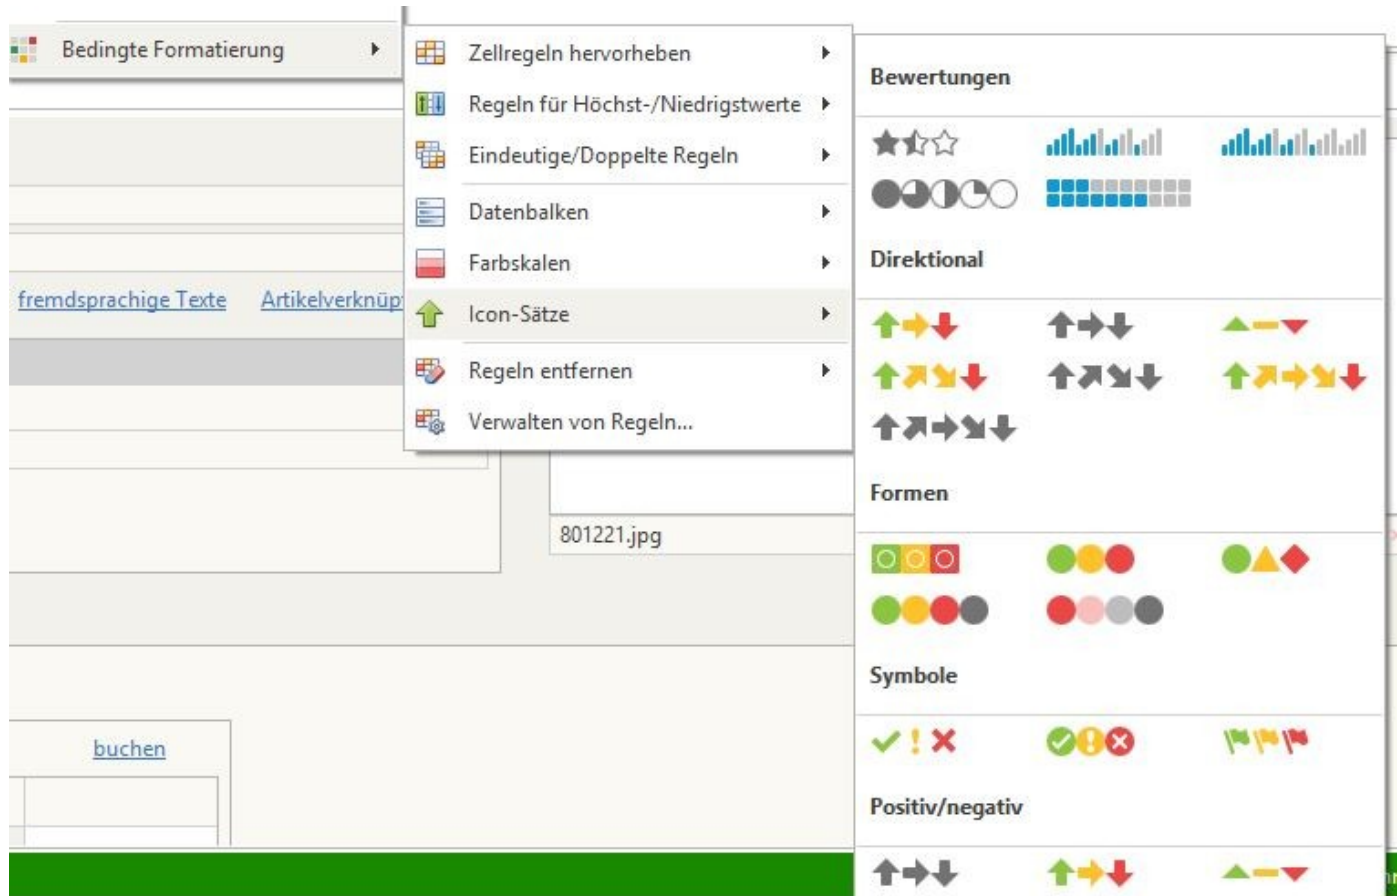 Bedingte Formatierung
Zellregeln hervorheben
Regeln für Höchst-/Niedrigstwerte
Eindeutige/Doppelte Regeln
Datenbalken
Farbskalen
Icon-Sätze
Regeln entfernen
Verwalten von Regeln...
Bewertungen
Direktional
Formen
Symbole
Positiv/negativ
fremdsprachige Texte
801221.jpg
buchen